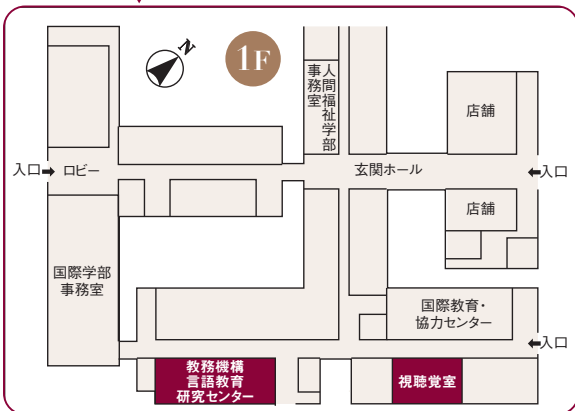 N
1F
人間福祉学部
事務室
店舗
入口
ロビー
玄関ホール
入口
店舗
国際学部
事務室
国際教育・
協力センター
入口
教務機構
言語教育
研究センター
視聴覚室